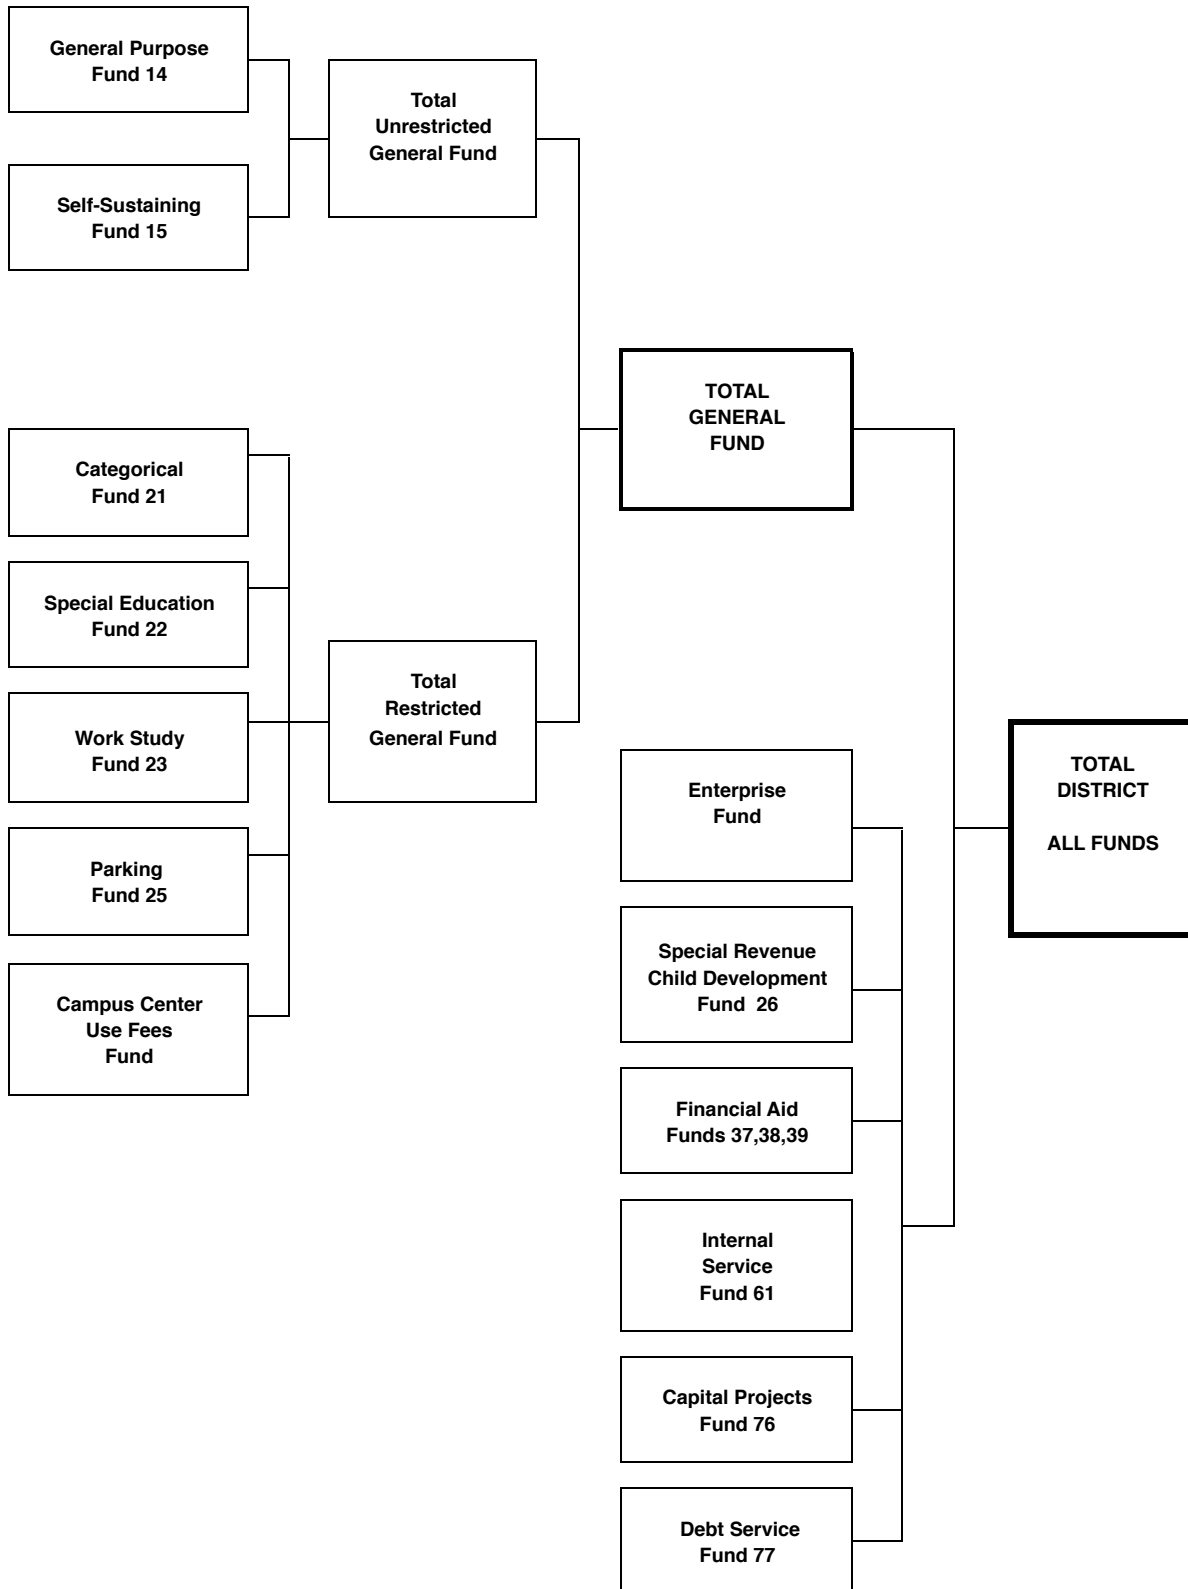 General Purpose
Fund 14
Self-Sustaining
Fund 15
Total
Unrestricted
General Fund
TOTAL
GENERAL
FUND
Categorical
Fund 21
Special Education
Fund 22
Work Study
Fund 23
Parking
Fund 25
Campus Center
Use Fees
Fund
Total
Restricted
General Fund
Enterprise
Fund
Special Revenue
Child Development
Fund  26
Financial Aid
Funds 37,38,39
Internal
Service
Fund 61
Capital Projects
Fund 76
Debt Service
Fund 77
TOTAL
DISTRICT
ALL FUNDS